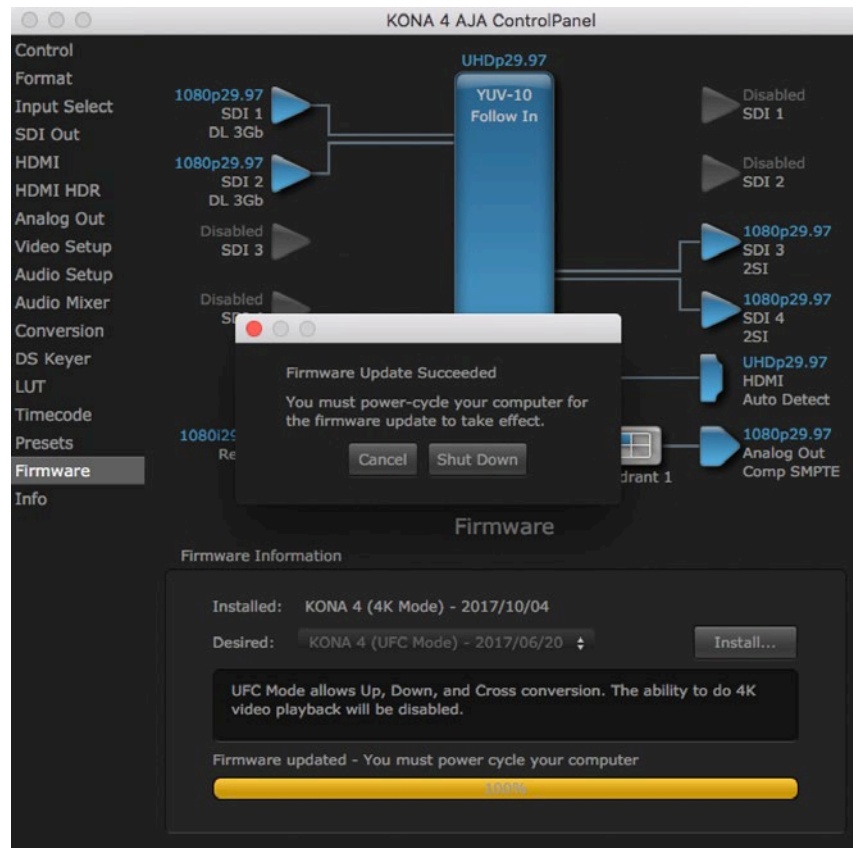 KONA 4 AJA ControlPanel
Control
Format
Input Select
SDI Out
HDMI
HDMI HDR
Analog Out
Video Setup
Audio Setup
Audio Mixer
Conversion
DS Keyer
LUT
Timecode
Presets
Firmware
Info
1080p29.97
SDI 1
DL 3Gb
1080p29.97
SDI 2
DL 3Gb
Disabled
SDI 3
Disabled
1080i29
Re
UHDp29.97
YUV-10
Follow In
Disabled
SDI 1
Disabled
SDI 2
1080p29.97
SDI 3
2SI
1080p29.97
SDI 4
2SI
UHDp29.97
HDMI
Auto Detect
1080p29.97
Analog Out
Comp SMPTE
drant 1
Firmware Update Succeeded
You must power-cycle your computer for
the firmware update to take effect.
Cancel Shut Down
Firmware
Firmware Information
Installed: KONA 4 (4K Mode) - 2017/10/04
Desired: KONA 4 (UFC Mode) - 2017/06/20 Install...
UFC Mode allows Up, Down, and Cross conversion. The ability to do 4K
video playback will be disabled.
Firmware updated - You must power cycle your computer
100%